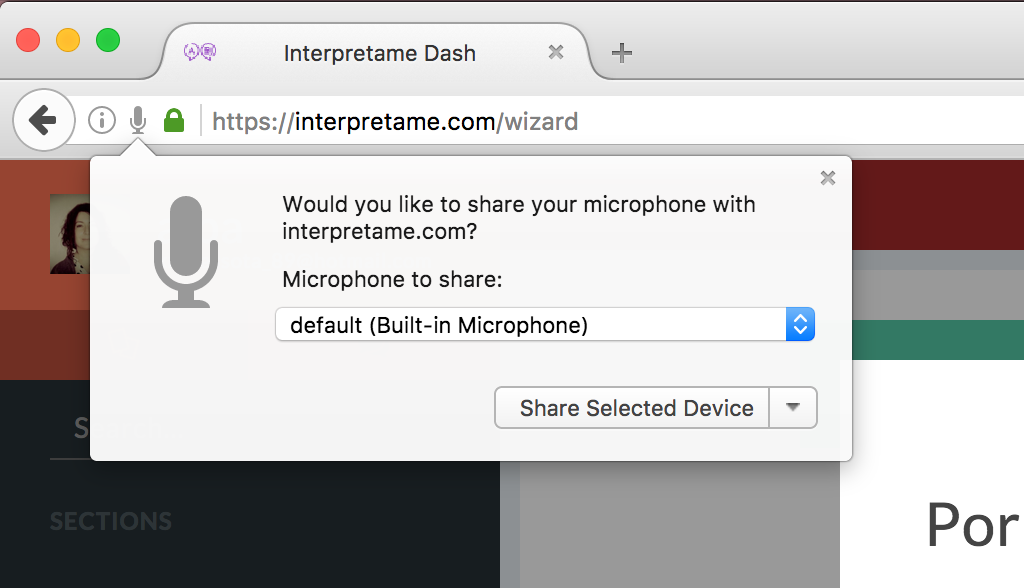 Interpretame Dash
https://interpretame.com/wizard
Would you like to share your microphone with
interpretame.com?
Microphone to share:
default (Built-in Microphone)
Share Selected Device
S
SECTIONS
Por